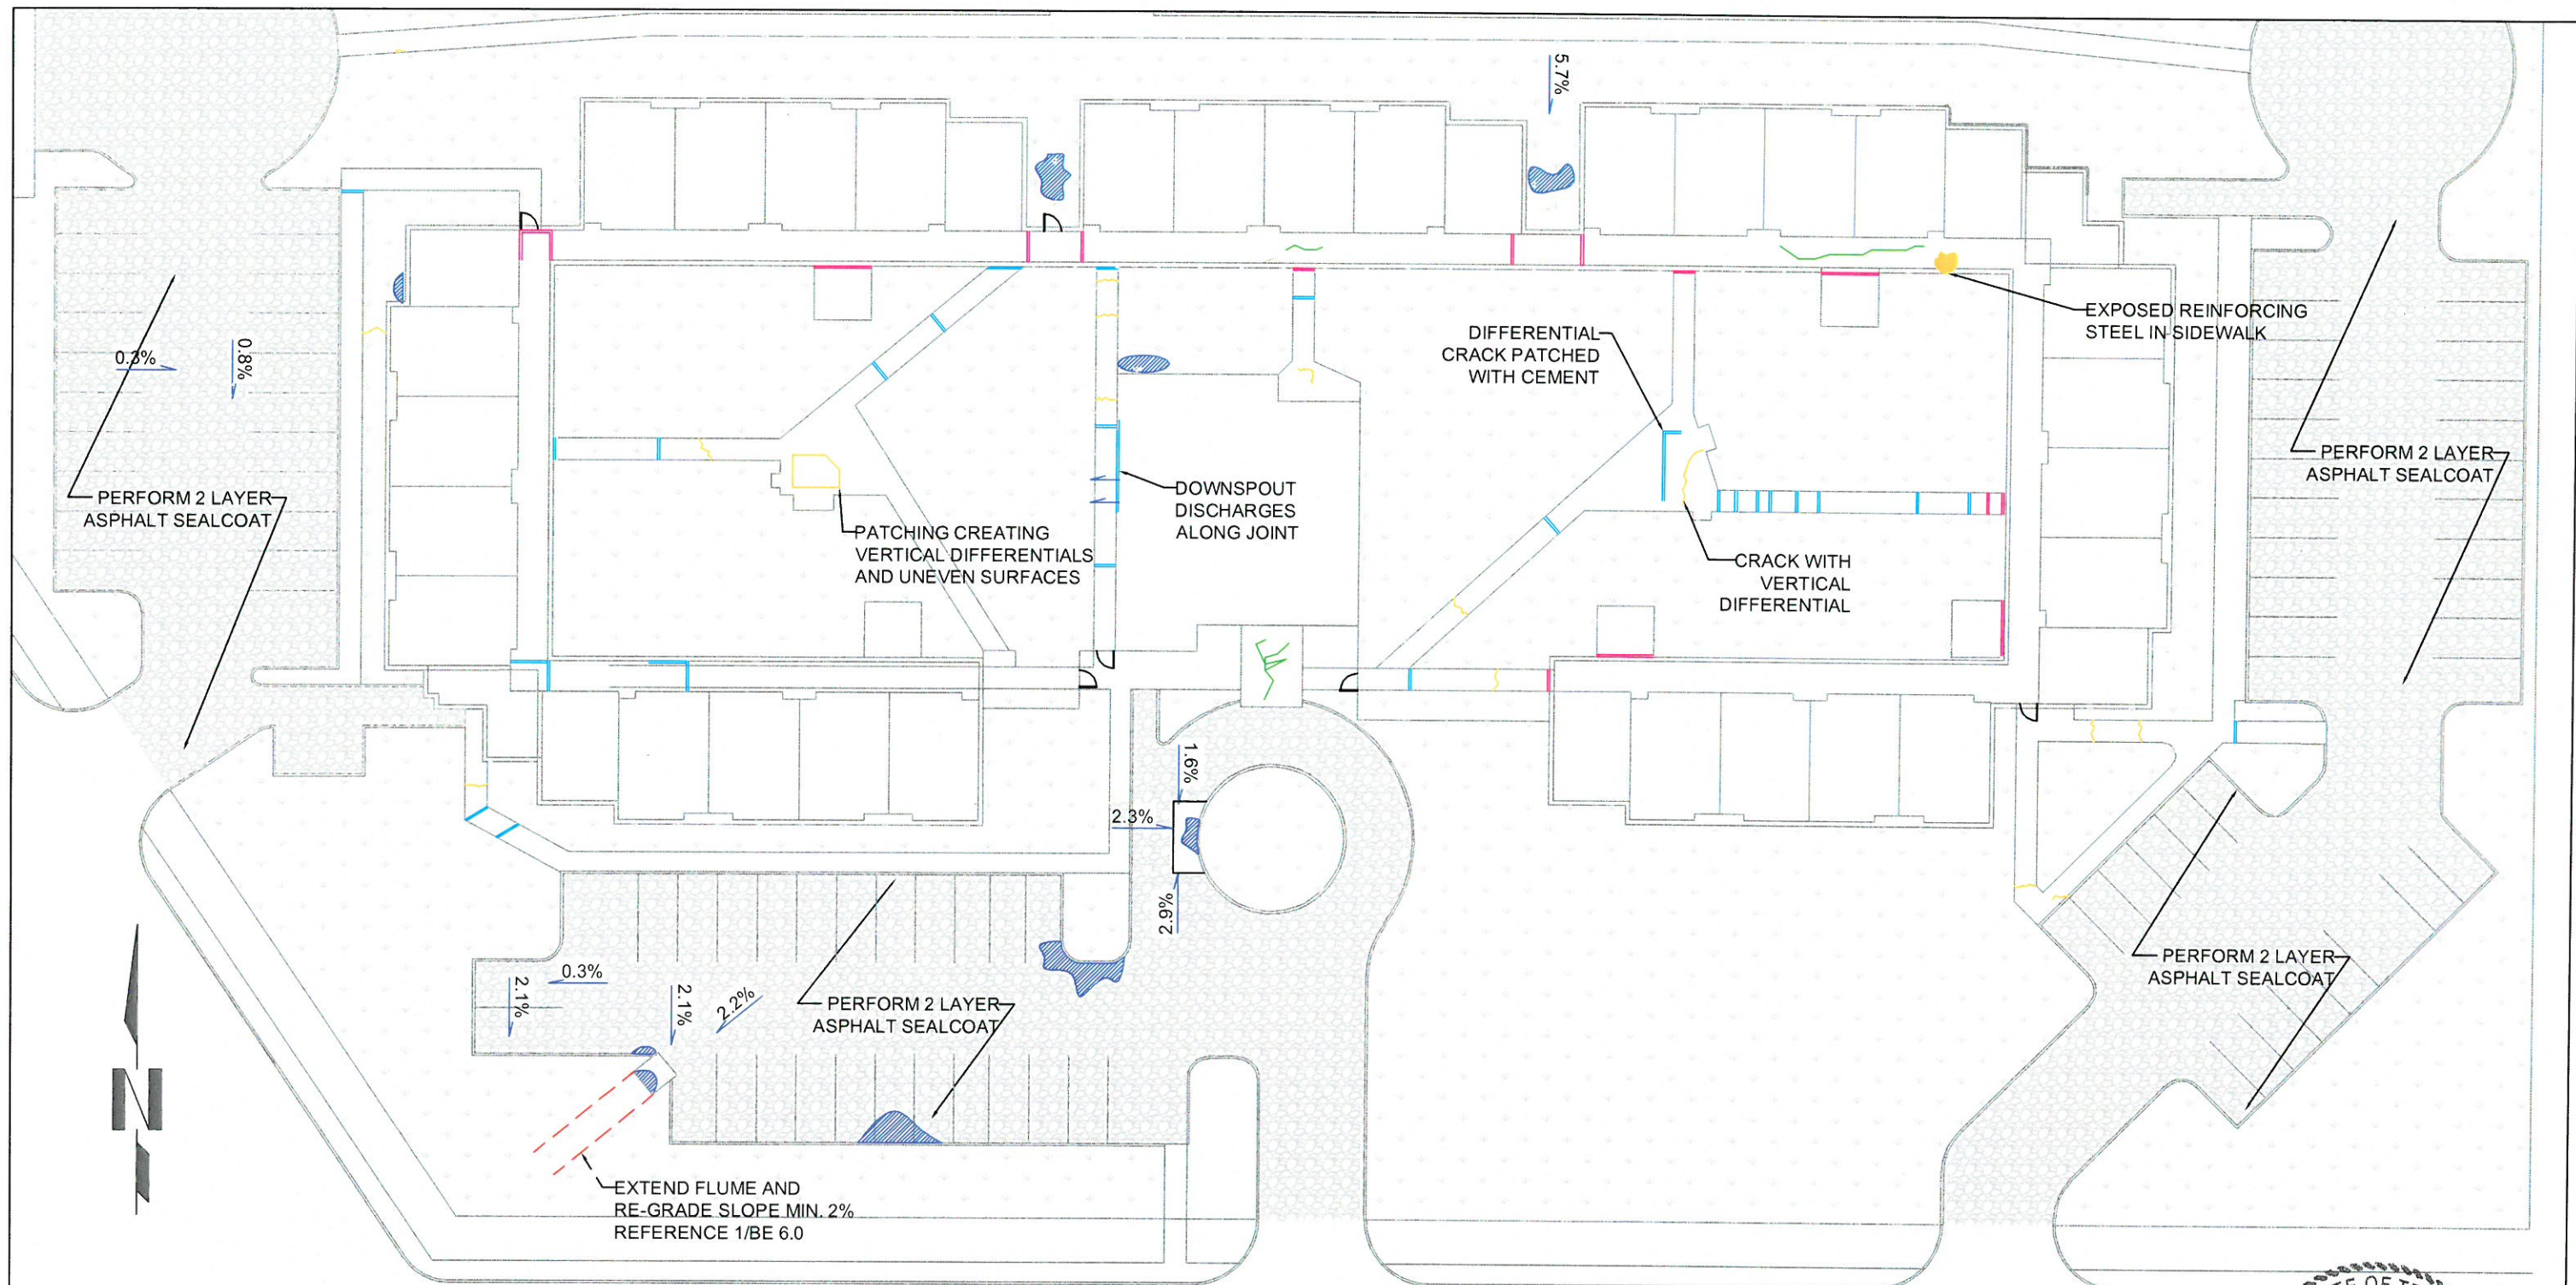 5.7%
EXPOSED REINFORCING
STEEL IN SIDEWALK
DIFFERENTIAL
CRACK PATCHED
WITH CEMENT
0.3%
0.8%
PERFORM 2 LAYER
ASPHALT SEALCOAT
PERFORM 2 LAYER
ASPHALT SEALCOAT
DOWNSPOUT
DISCHARGES
ALONG JOINT
PATCHING CREATING
VERTICAL DIFFERENTIALS
AND UNEVEN SURFACES
CRACK WITH
VERTICAL
DIFFERENTIAL
1.6%
2.3%
2.9%
0.3%
2.1%
2.1%
2.2%
PERFORM 2 LAYER
ASPHALT SEALCOAT
PERFORM 2 LAYER
ASPHALT SEALCOAT
N
EXTEND FLUME AND
RE-GRADE SLOPE MIN. 2%
REFERENCE 1/BE 6.0
OF